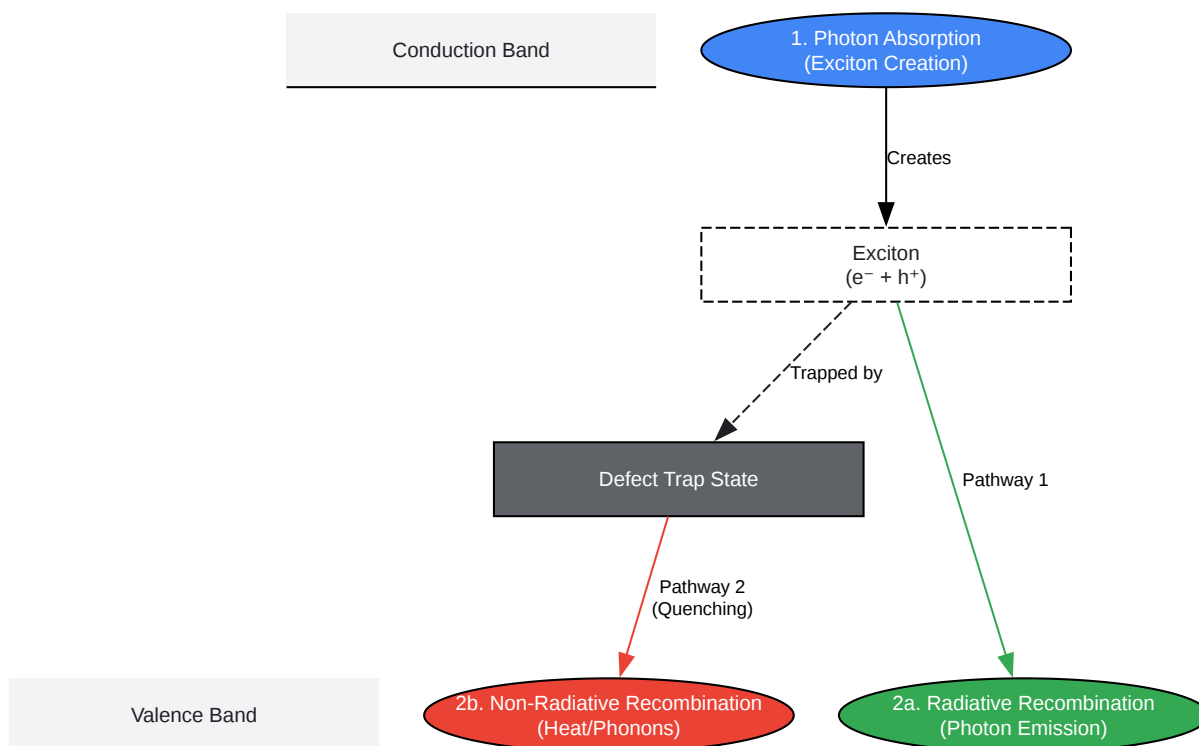 Conduction Band
1. Photon Absorption
(Exciton Creation)
Creates
Exciton
(e⁻ + h⁺)
Trapped by
Defect Trap State
Pathway 1
Pathway 2
(Quenching)
Valence Band
2b. Non-Radiative Recombination
(Heat/Phonons)
2a. Radiative Recombination
(Photon Emission)